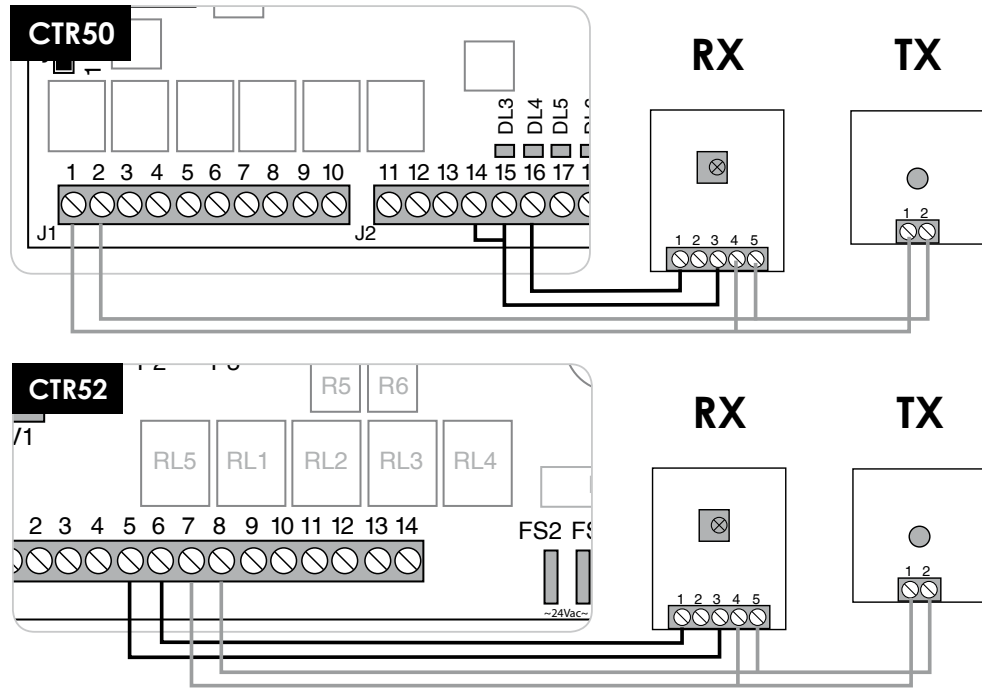 CTR50
RX
TX
1
DL3
DL4
DL5
1 2 3 4 5 6 7 8 9 10
11 12 13 14 15 16 17
J1
J2
1 2 3 4 5
1 2
CTR52
RX
TX
/1
R5
R6
RL5
RL1
RL2
RL3
RL4
2 3 4 5 6 7 8 9 10 11 12 13 14
FS2
~24Vac~
1 2 3 4 5
1 2